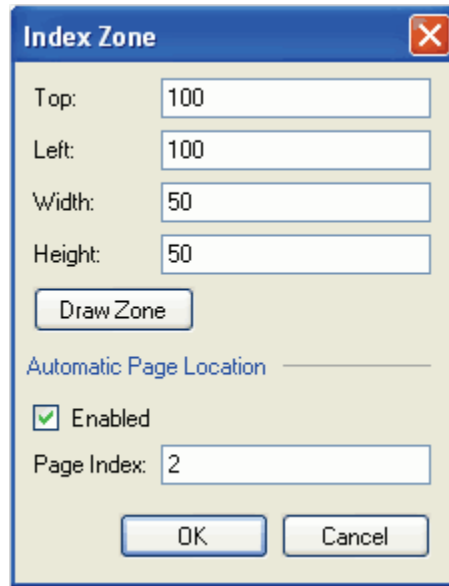 Index Zone
Top: 100
Left: 100
Width: 50
Height: 50
Draw Zone
Automatic Page Location
Enabled
Page Index: 2
OK Cancel